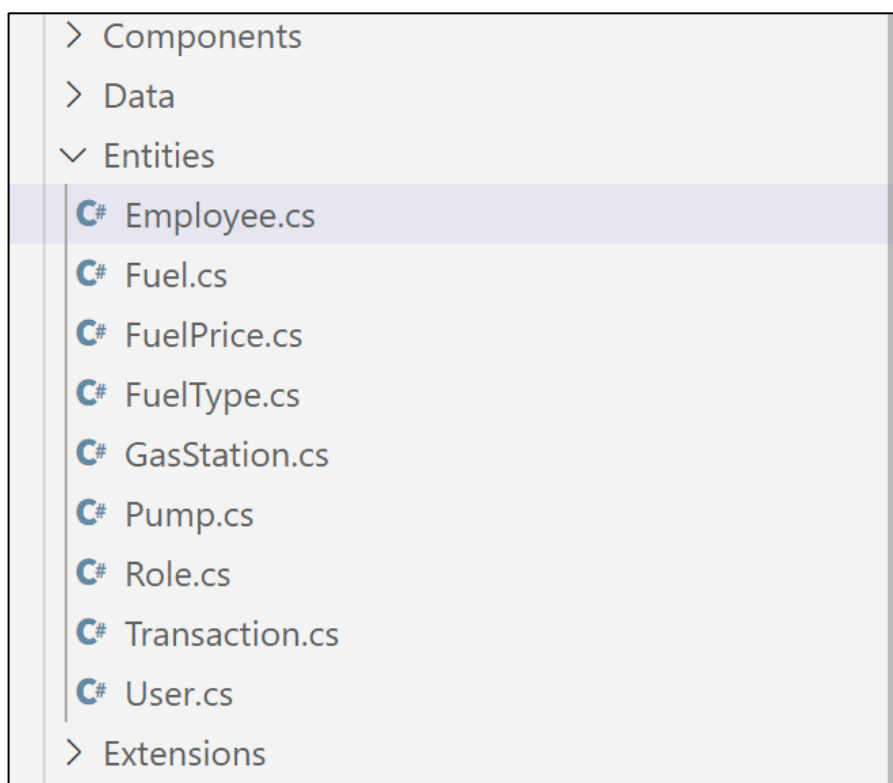 Components
Data
Entities
C# Employee.cs
C# Fuel.cs
C# FuelPrice.cs
C# FuelType.cs
C# GasStation.cs
C# Pump.cs
C# Role.cs
C# Transaction.cs
C# User.cs
Extensions